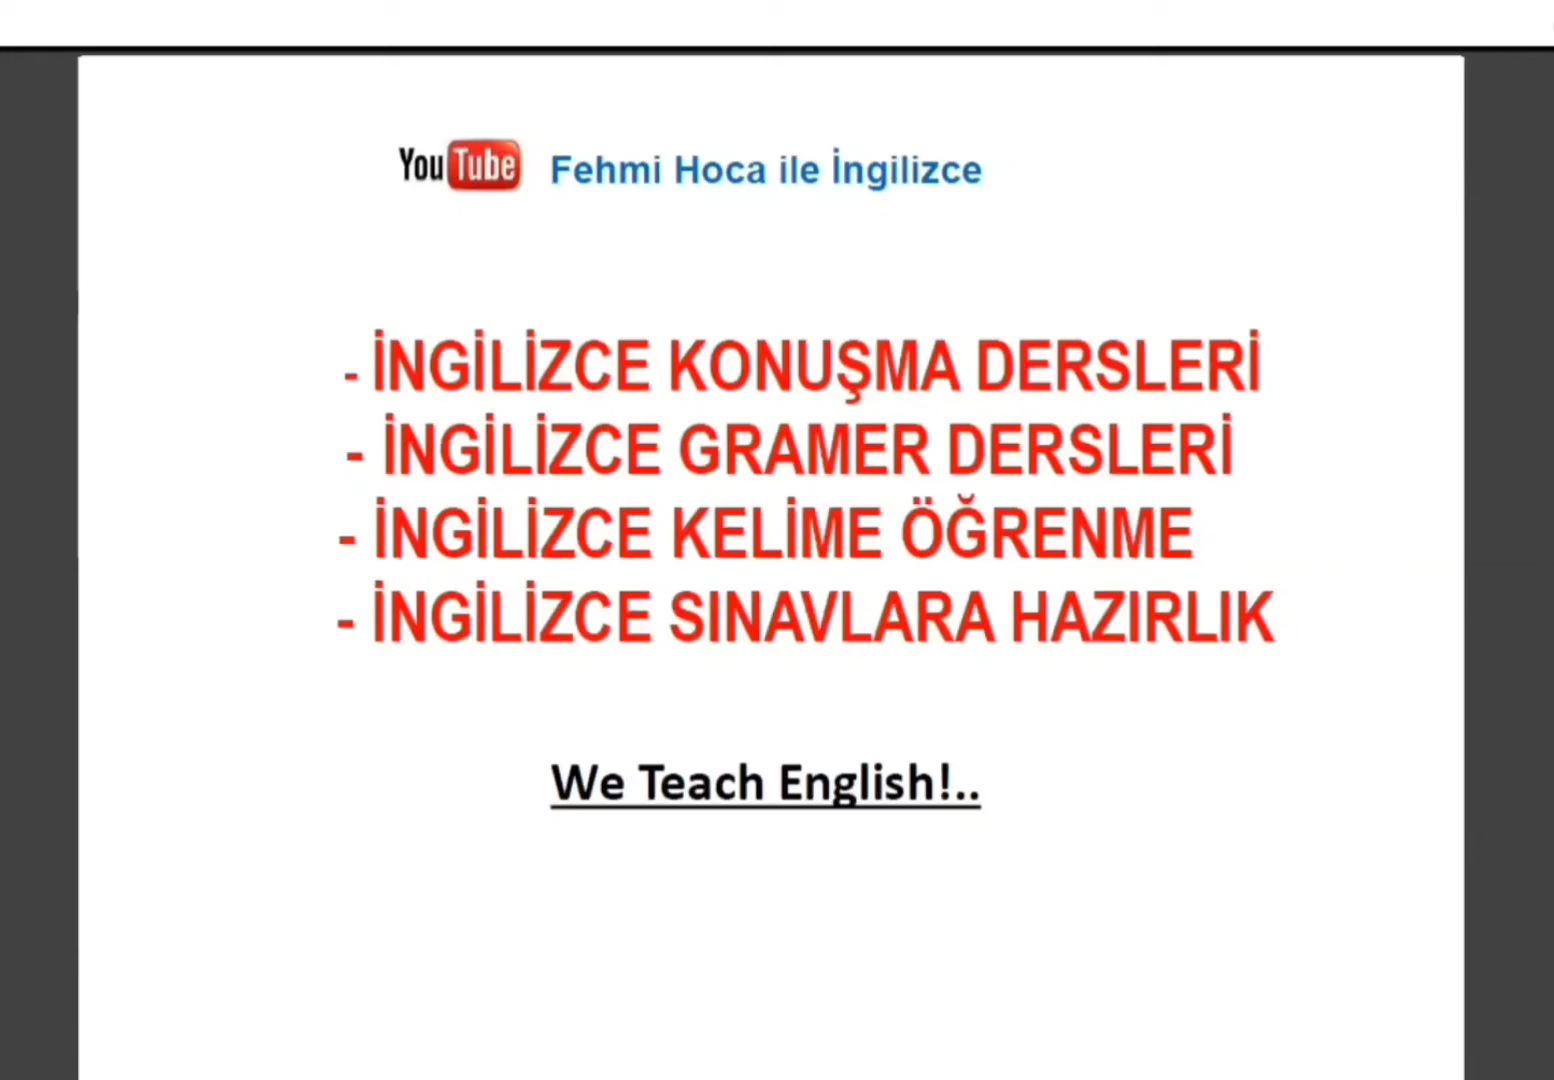 YouTube Fehmi Hoca ile İngilizce
- İNGİLİZCE KONUŞMA DERSLERİ
- İNGİLİZCE GRAMER DERSLERİ
- İNGİLİZCE KELİME ÖĞRENME
- İNGİLİZCE SINAVLARA HAZIRLIK
We Teach English!..